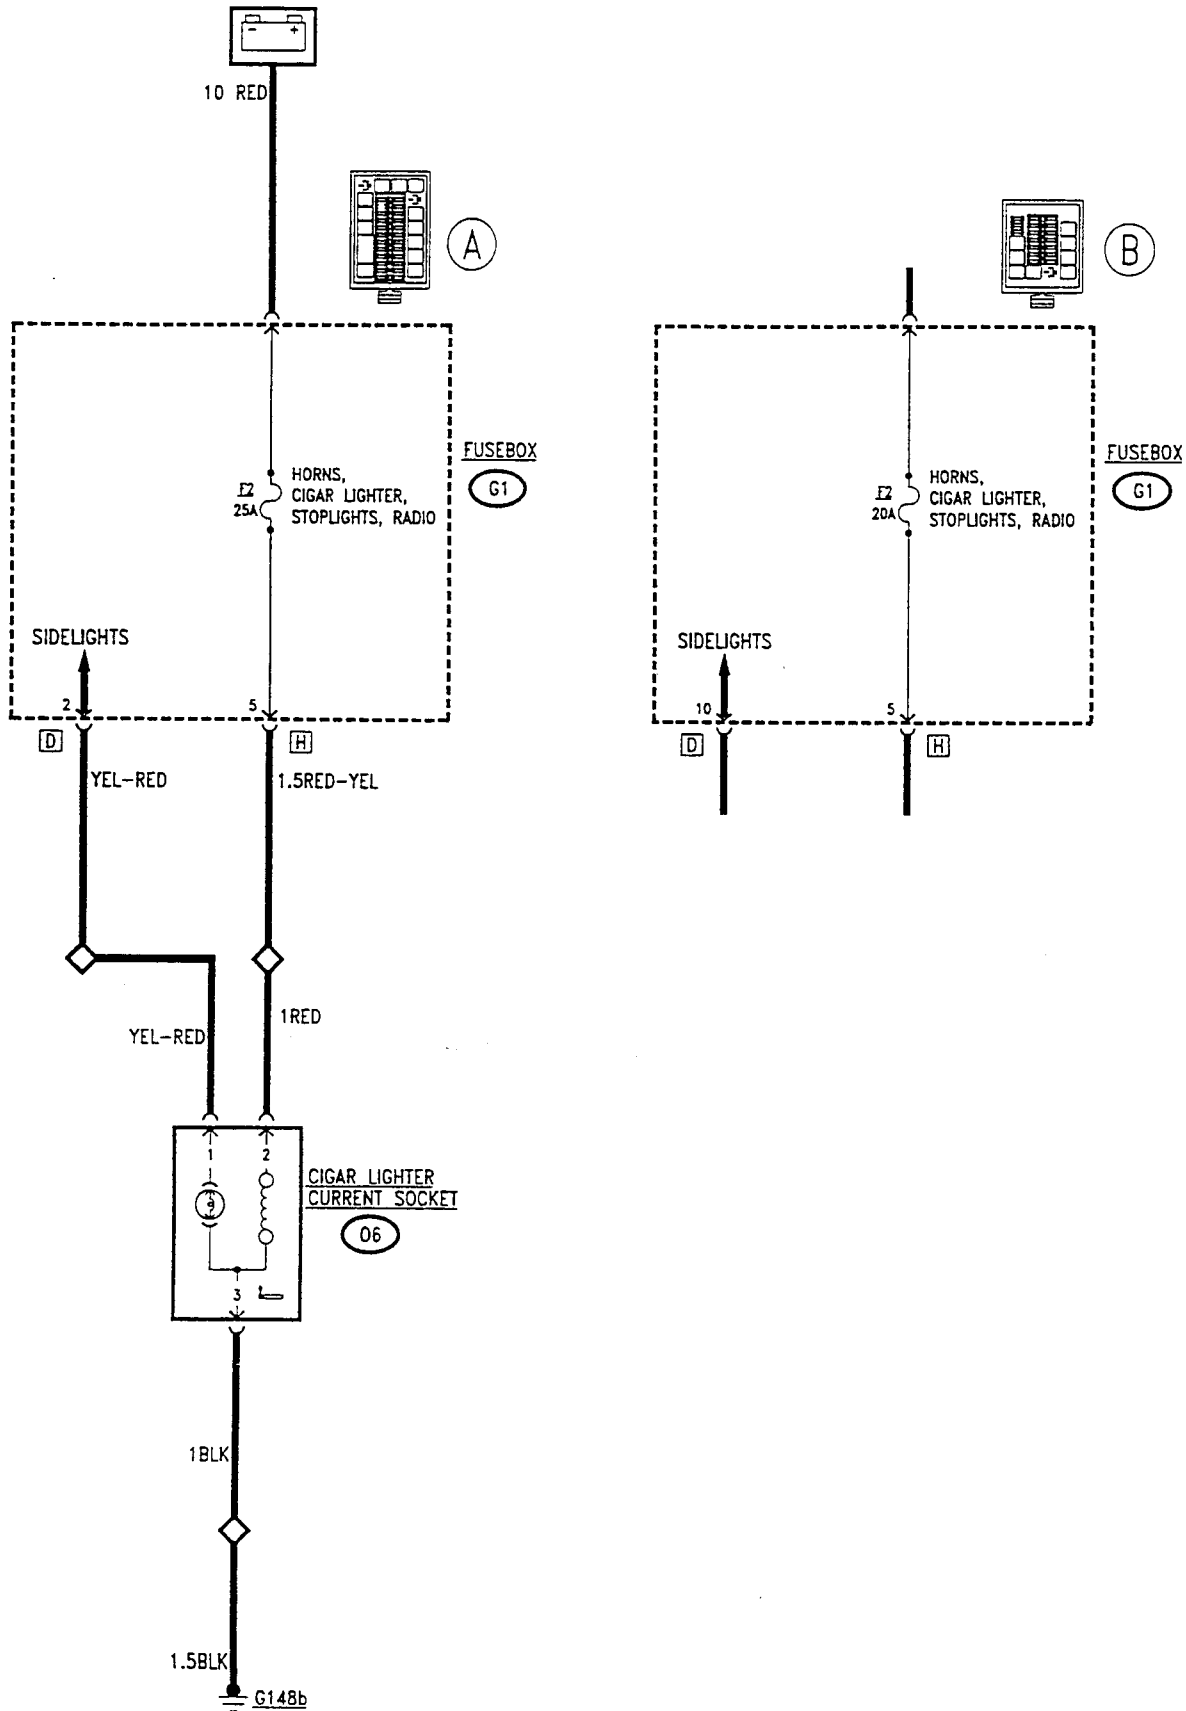 - +
10 RED
A
B
FUSEBOX
G1
F2
25A
HORNS,
CIGAR LIGHTER,
STOPLIGHTS, RADIO
SIDELIGHTS
2
5
D
H
YEL-RED
1.5RED-YEL
FUSEBOX
G1
F2
20A
HORNS,
CIGAR LIGHTER,
STOPLIGHTS, RADIO
SIDELIGHTS
10
5
D
H
YEL-RED
1RED
1
2
3
CIGAR LIGHTER
CURRENT SOCKET
O6
1BLK
1.5BLK
G148b